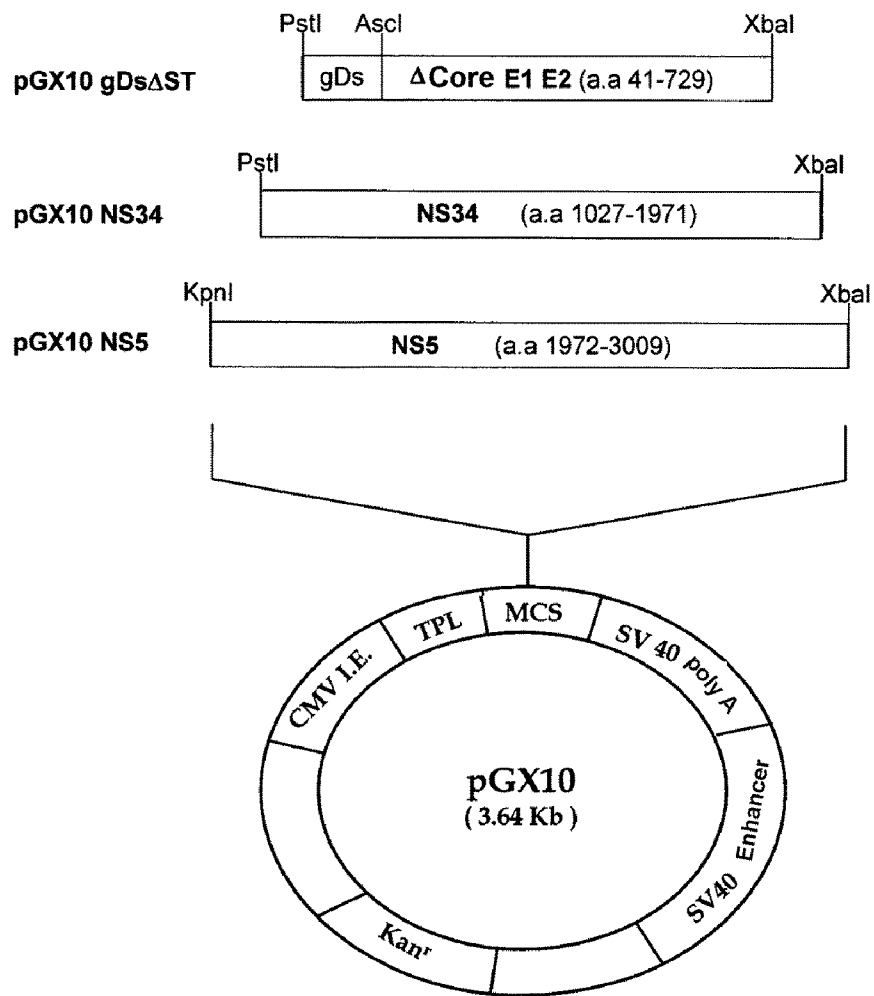 PstI AscI XbaI
pGX10 gDsΔST gDs ΔCore E1 E2 (a.a 41-729)
PstI XbaI
pGX10 NS34 NS34 (a.a 1027-1971)
KpnI XbaI
pGX10 NS5 NS5 (a.a 1972-3009)
CMV I.E. TPL MCS SV 40 poly A
SV40 Enhancer
pGX10
( 3.64 Kb )
Kanʳ